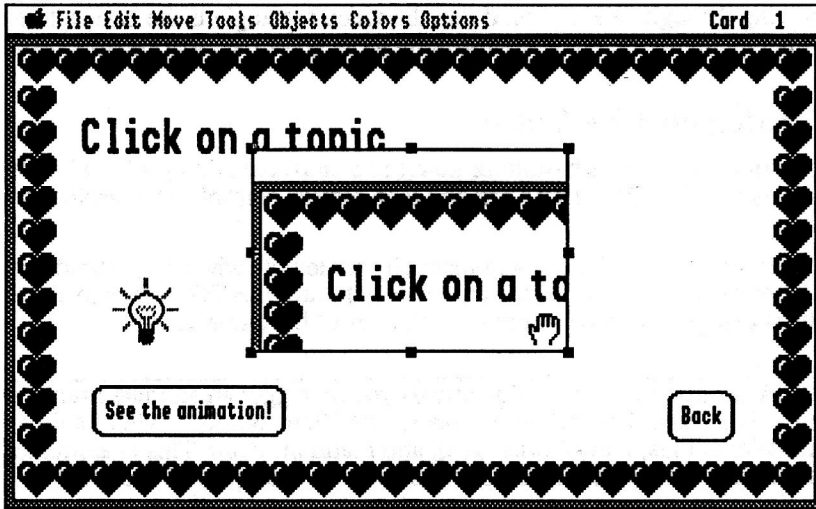 File Edit Move Tools Objects Colors Options Card 1
Click on a topic
Click on a to
See the animation!
Back